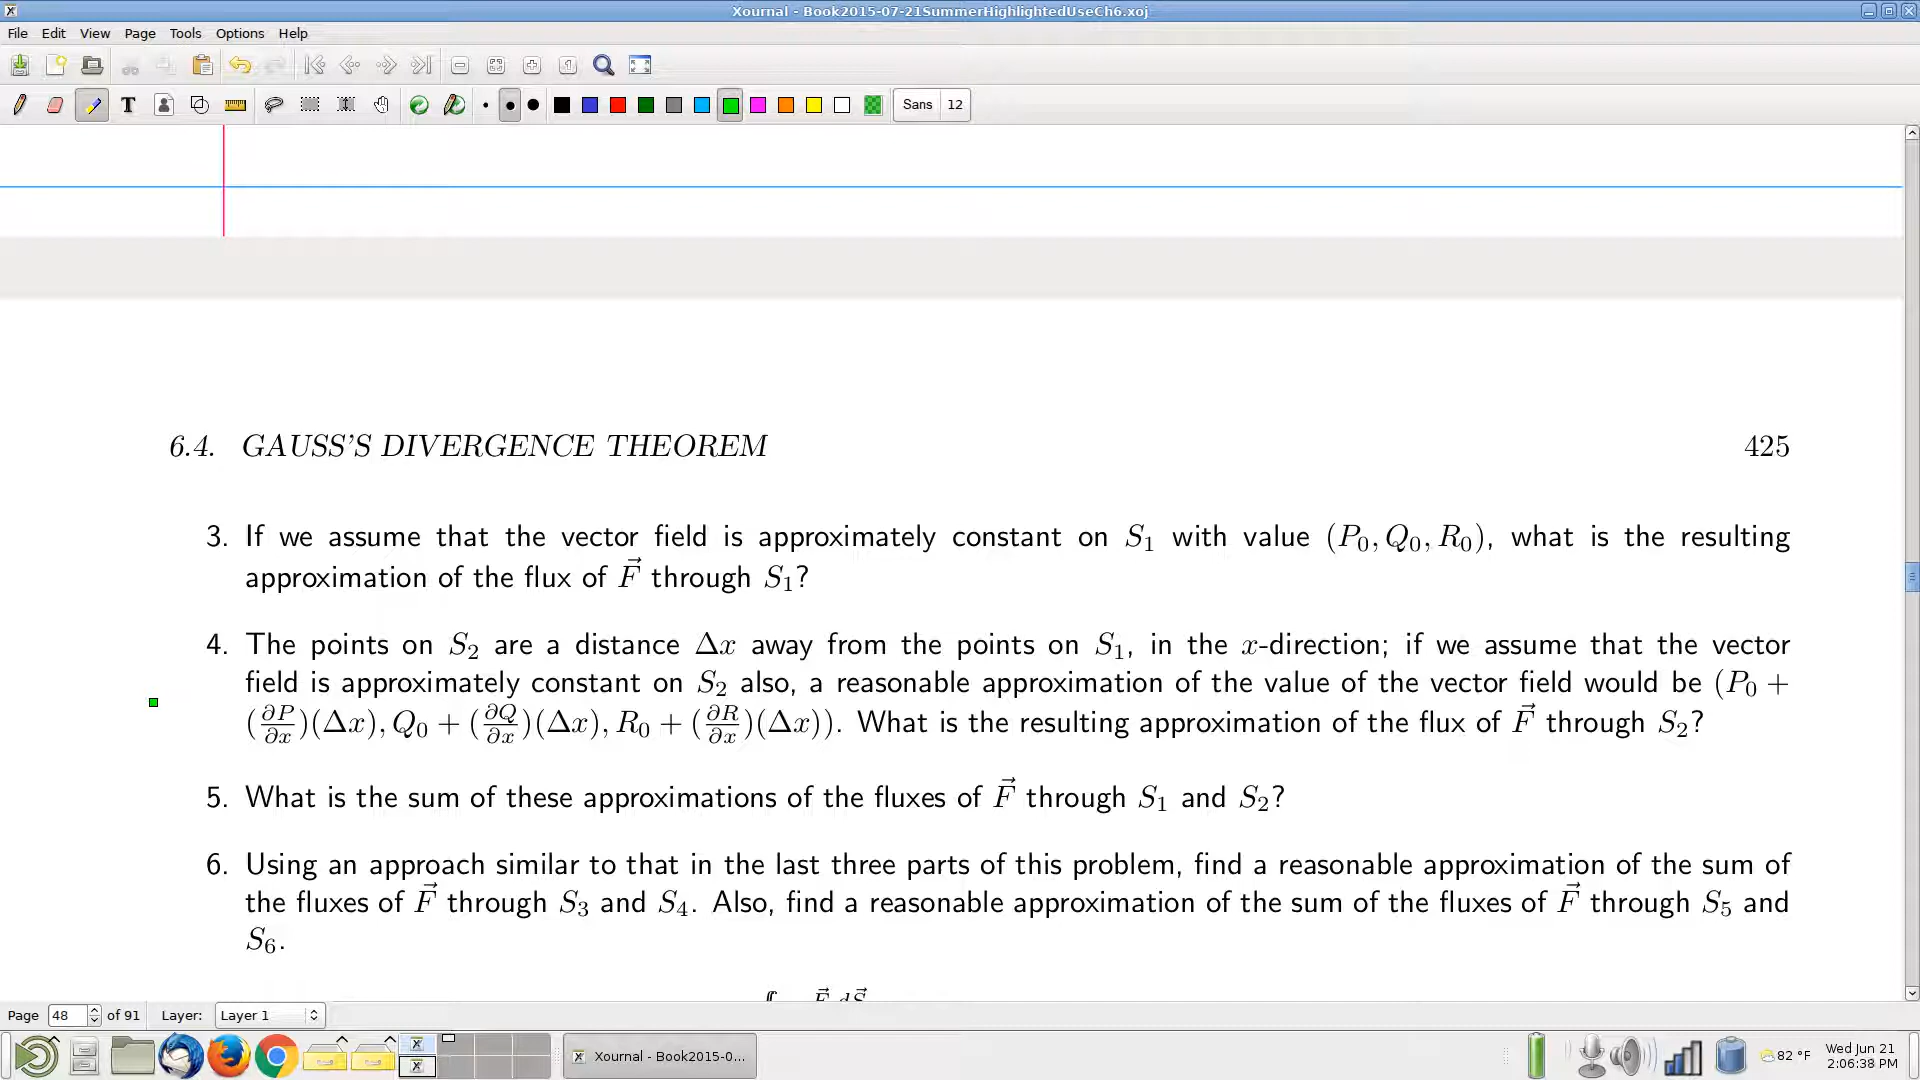 Xournal - Book2015-07-21SummerHighlightedUseCh6.xoj
File Edit View Page Tools Options Help
T Sans 12
6.4. GAUSS'S DIVERGENCE THEOREM 425
3. If we assume that the vector field is approximately constant on S₁ with value (P₀, Q₀, R₀), what is the resulting
approximation of the flux of F⃗ through S₁?
4. The points on S₂ are a distance Δx away from the points on S₁, in the x-direction; if we assume that the vector
field is approximately constant on S₂ also, a reasonable approximation of the value of the vector field would be (P₀ +
(∂P/∂x)(Δx), Q₀ + (∂Q/∂x)(Δx), R₀ + (∂R/∂x)(Δx)). What is the resulting approximation of the flux of F⃗ through S₂?
5. What is the sum of these approximations of the fluxes of F⃗ through S₁ and S₂?
6. Using an approach similar to that in the last three parts of this problem, find a reasonable approximation of the sum of
the fluxes of F⃗ through S₃ and S₄. Also, find a reasonable approximation of the sum of the fluxes of F⃗ through S₅ and
S₆.
Page 48 of 91 Layer: Layer 1
Xournal - Book2015-0... 82 °F Wed Jun 21
2:06:38 PM